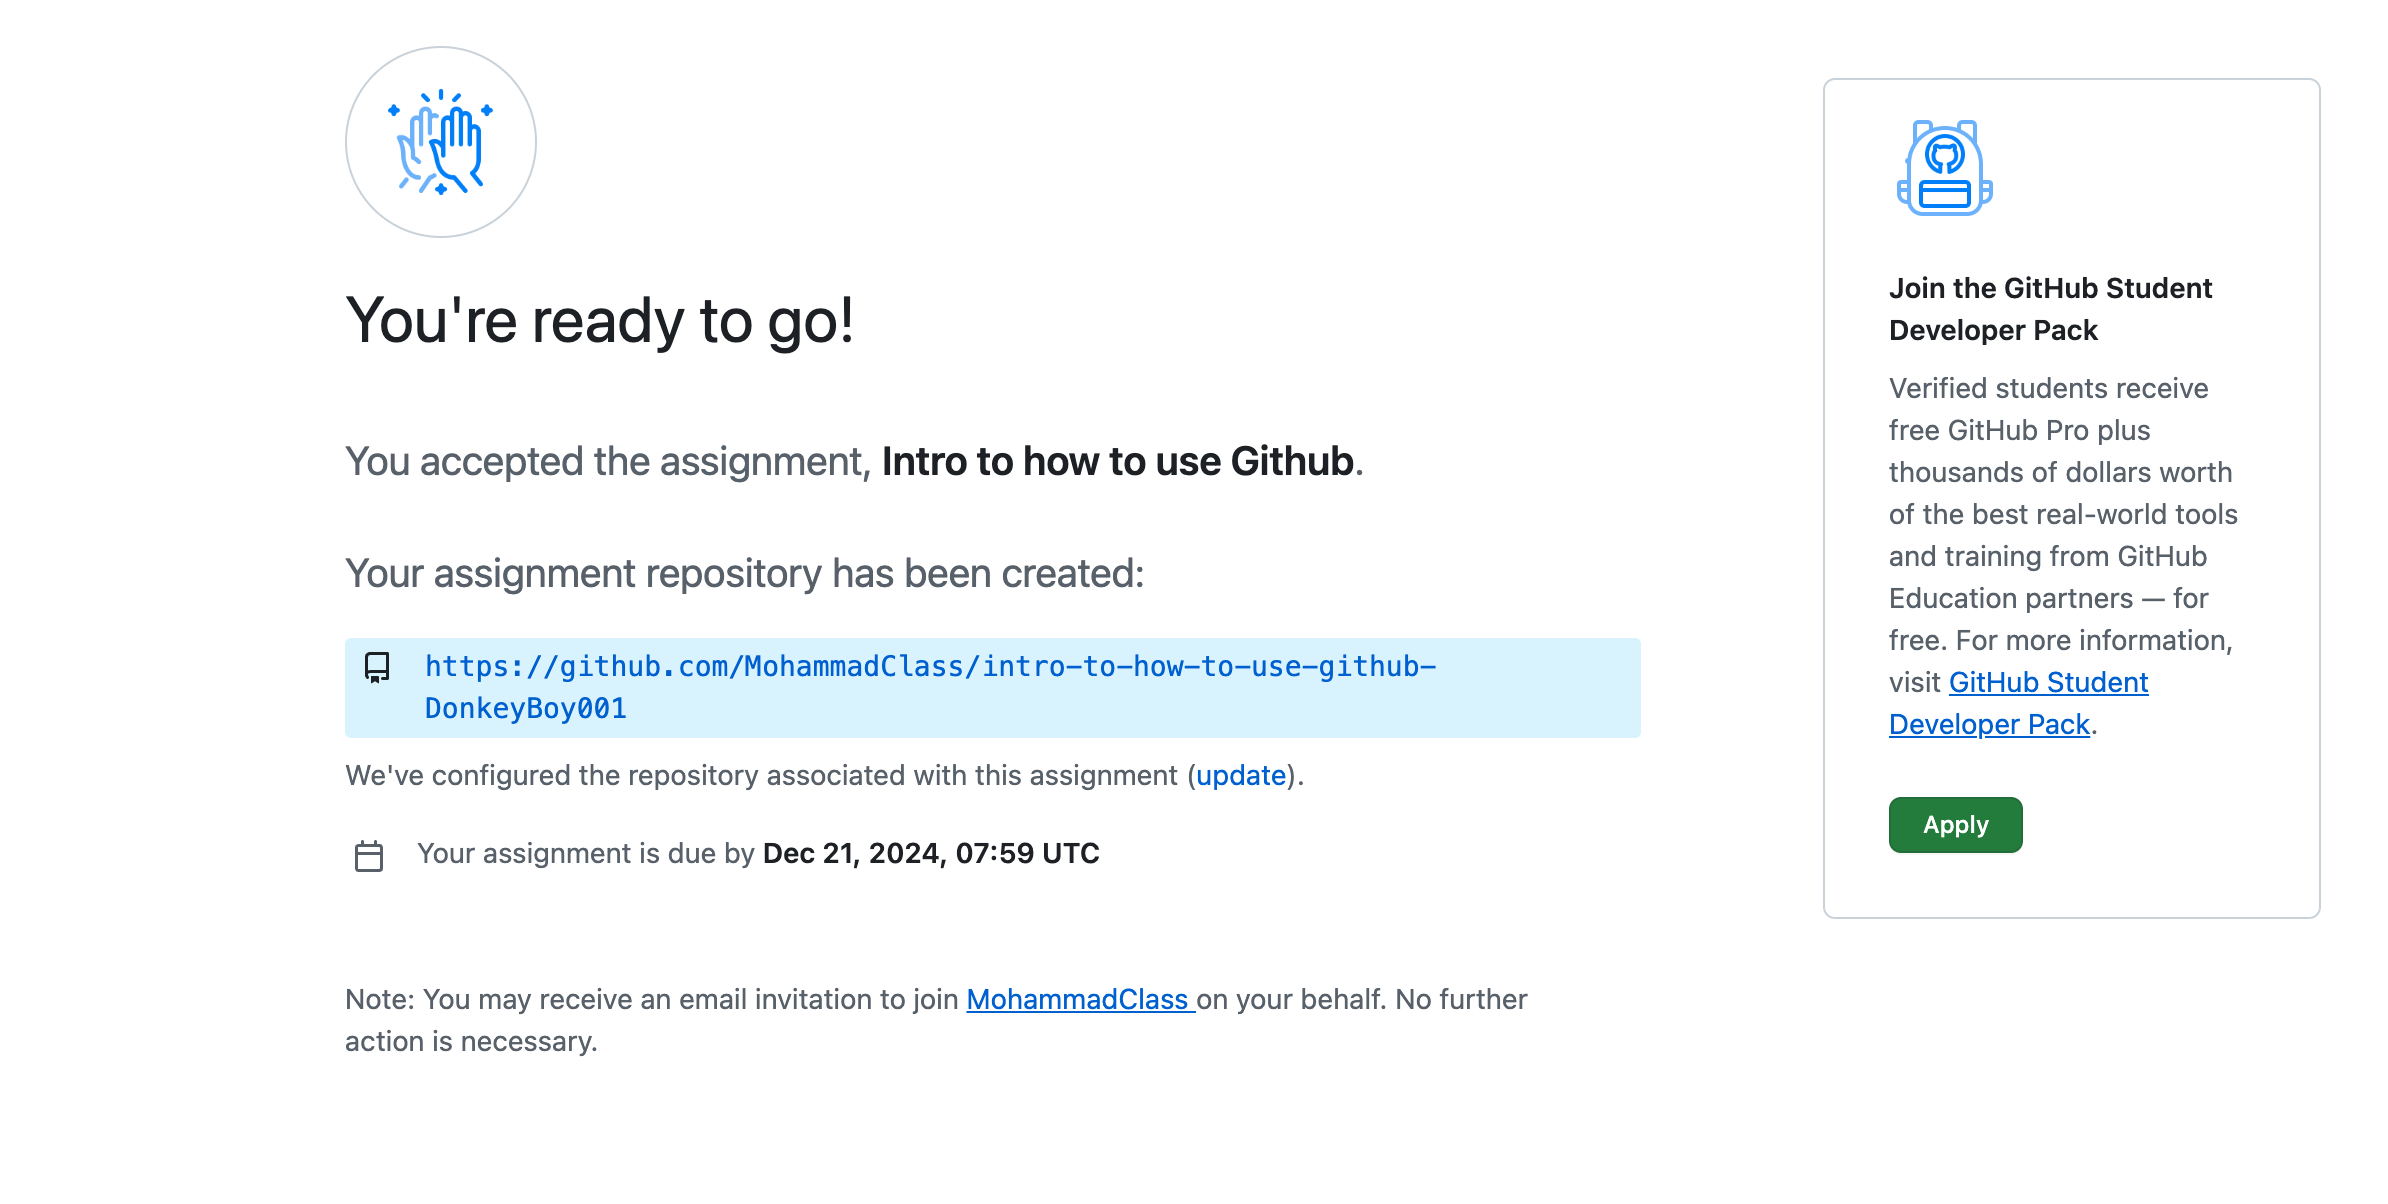 You're ready to go!
You accepted the assignment, Intro to how to use Github.
Your assignment repository has been created:
https://github.com/MohammadClass/intro-to-how-to-use-github-
DonkeyBoy001
We've configured the repository associated with this assignment (update).
Your assignment is due by Dec 21, 2024, 07:59 UTC
Note: You may receive an email invitation to join MohammadClass on your behalf. No further
action is necessary.
Join the GitHub Student
Developer Pack
Verified students receive
free GitHub Pro plus
thousands of dollars worth
of the best real-world tools
and training from GitHub
Education partners — for
free. For more information,
visit GitHub Student
Developer Pack.
Apply